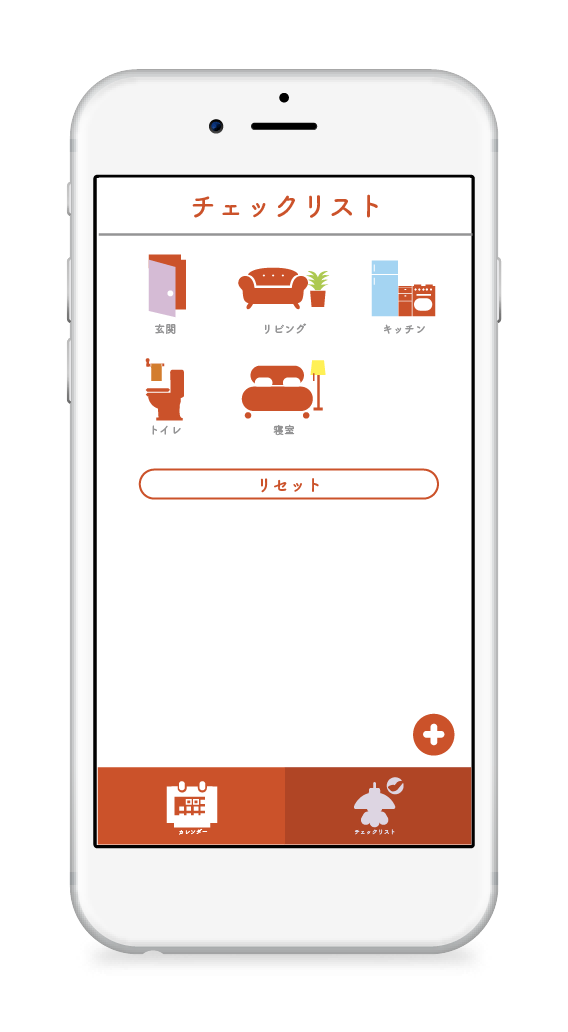 チェックリスト
玄関
リビング
キッチン
トイレ
寝室
リセット
カレンダー
チェックリスト